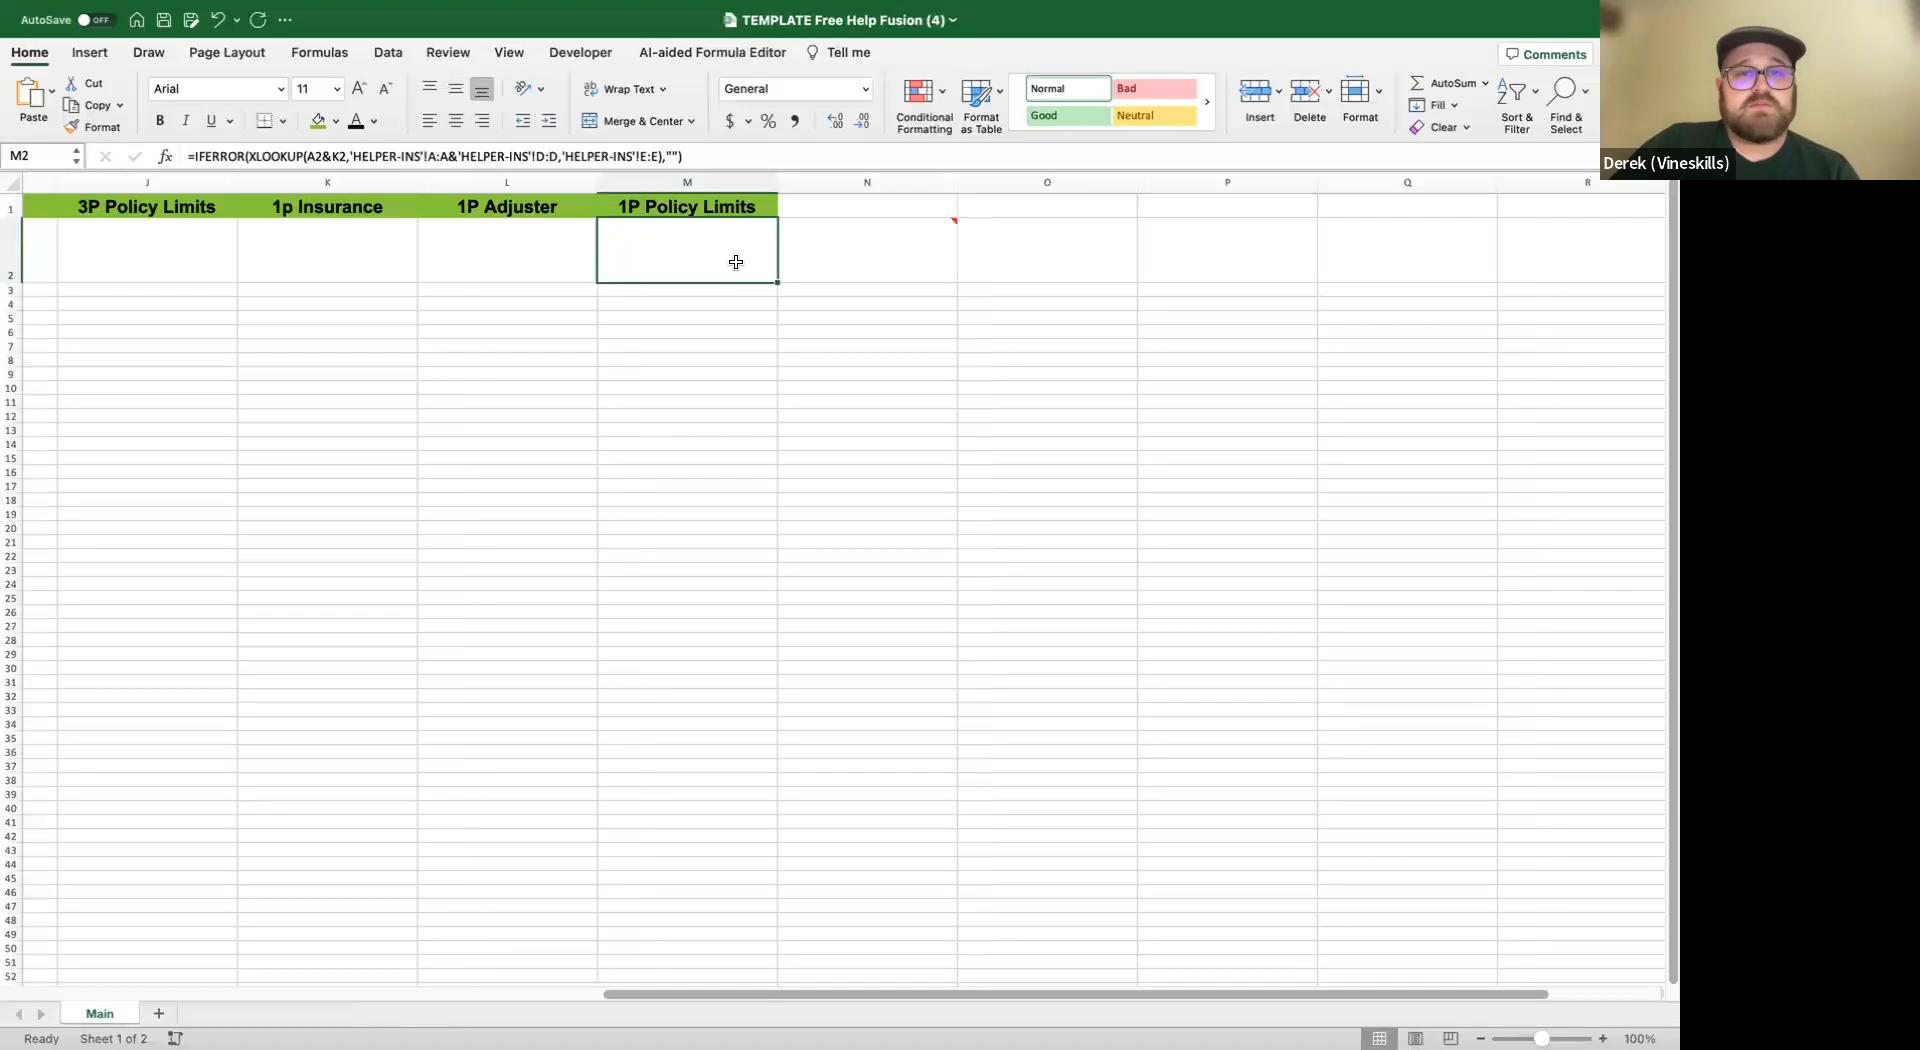 AutoSave OFF TEMPLATE Free Help Fusion (4)
Home Insert Draw Page Layout Formulas Data Review View Developer AI-aided Formula Editor Tell me Comments
Paste Cut Copy Format
Arial 11 A A
B I U A
Wrap Text
Merge & Center
General
$ % ,
Conditional Formatting
Format as Table
Normal Bad
Good Neutral
Insert Delete Format
AutoSum
Fill
Clear
Sort & Filter
Find & Select
Derek (Vineskills)
M2 fx =IFERROR(XLOOKUP(A2&K2,'HELPER-INS'!A:A&'HELPER-INS'!D:D,'HELPER-INS'!E:E),"")
J K L M N O P Q R
1 3P Policy Limits 1p Insurance 1P Adjuster 1P Policy Limits
2
3
4
5
6
7
8
9
10
11
12
13
14
15
16
17
18
19
20
21
22
23
24
25
26
27
28
29
30
31
32
33
34
35
36
37
38
39
40
41
42
43
44
45
46
47
48
49
50
51
52
Main
Ready Sheet 1 of 2 100%